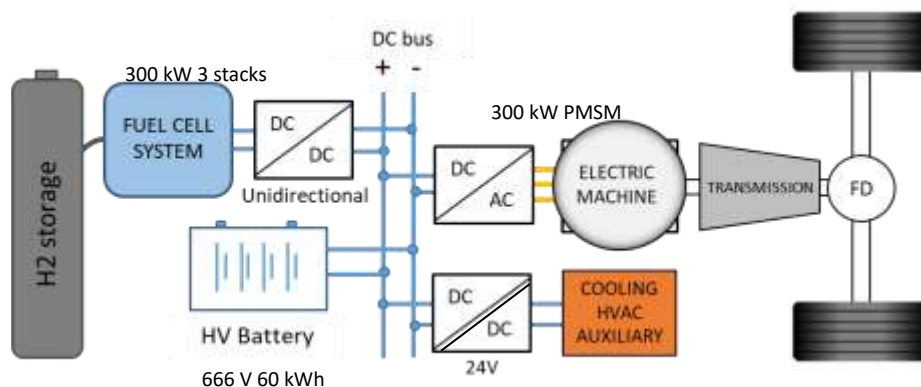 DC bus
+ -
300 kW 3 stacks
FUEL CELL
SYSTEM
DC
DC
Unidirectional
H2 storage
300 kW PMSM
DC
AC
ELECTRIC
MACHINE
TRANSMISSION
FD
HV Battery
666 V 60 kWh
DC
DC
24V
COOLING
HVAC
AUXILIARY